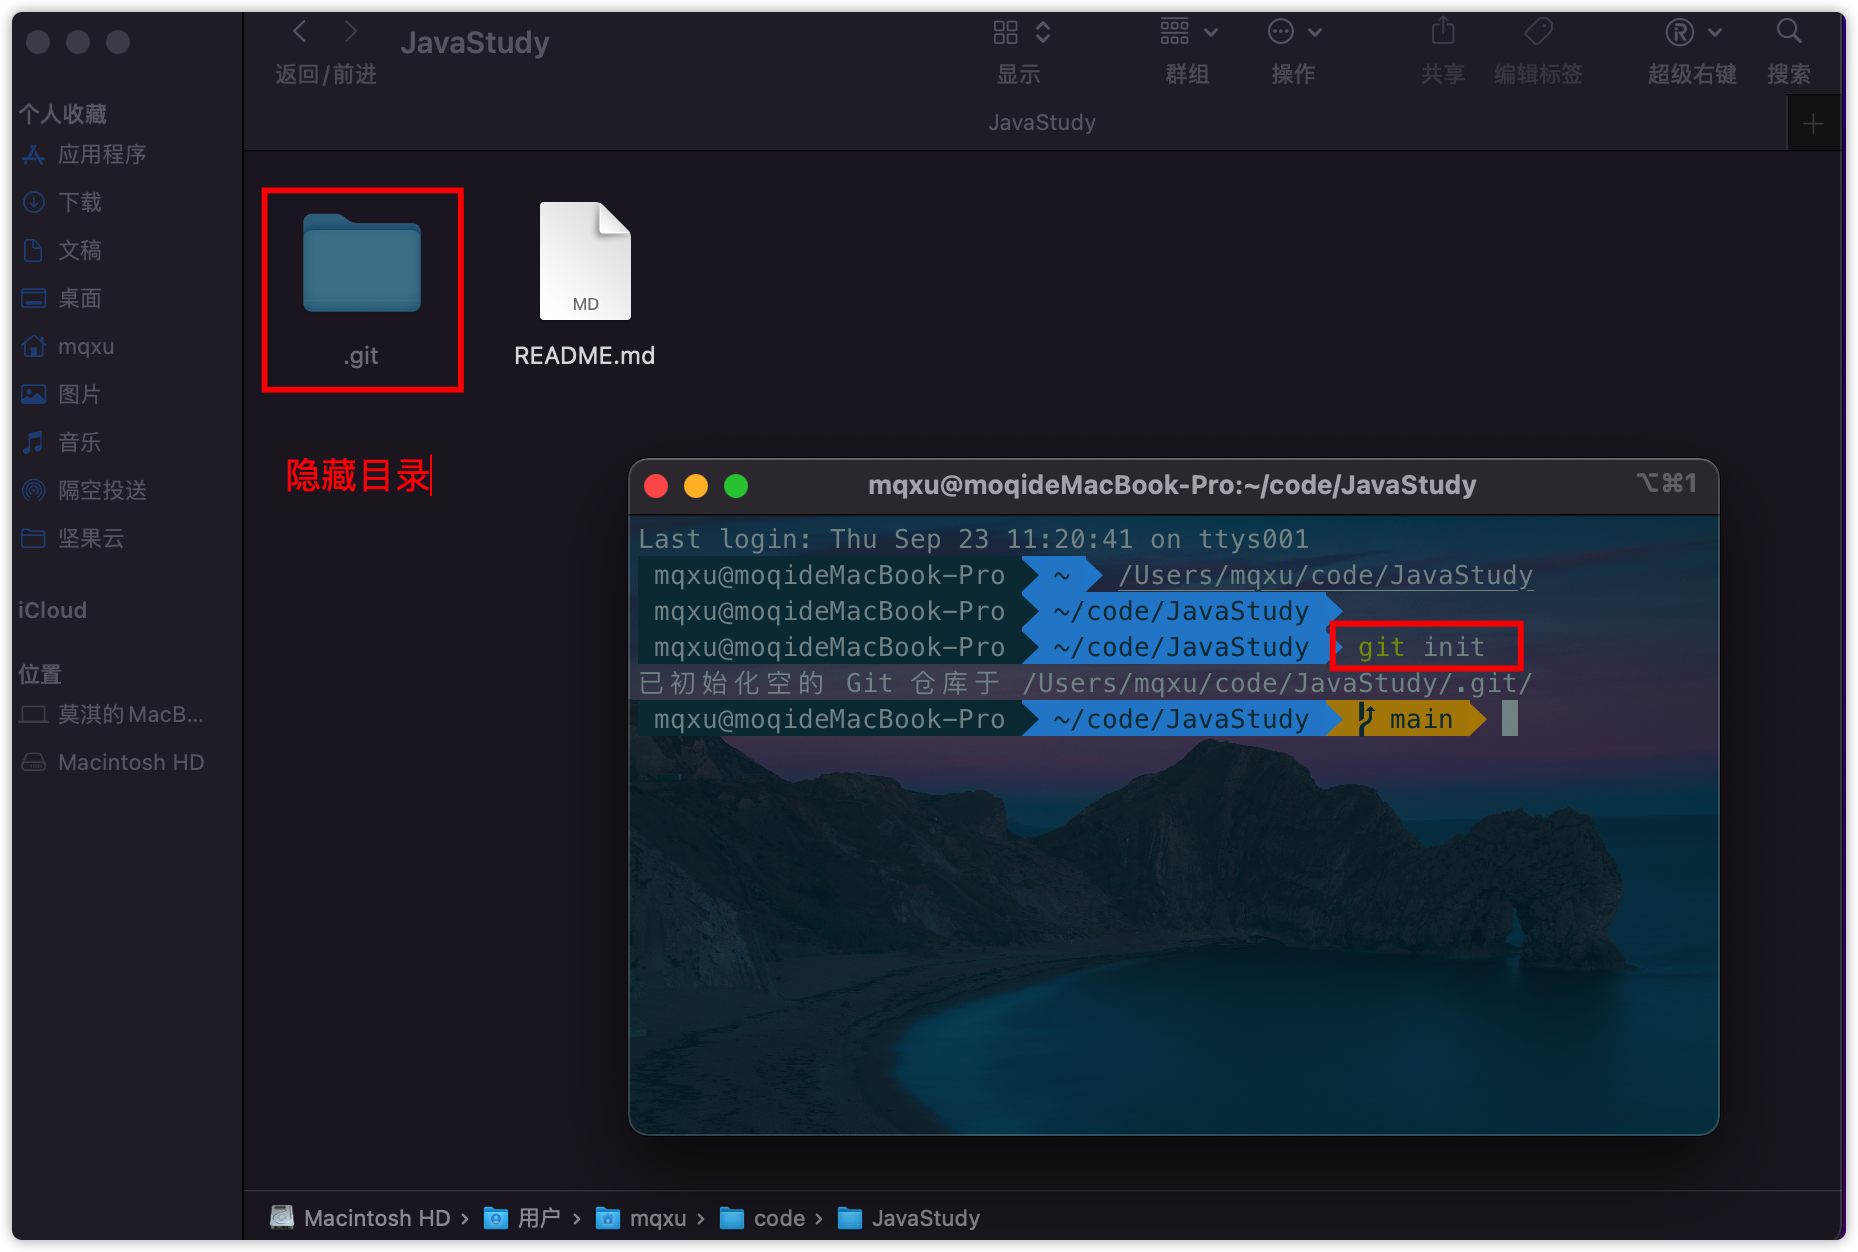 JavaStudy
返回/前进
显示
群组
操作
共享
编辑标签
超级右键
搜索
JavaStudy
个人收藏
应用程序
下载
文稿
桌面
mqxu
图片
音乐
隔空投送
坚果云
iCloud
位置
莫淇的 MacB...
Macintosh HD
.git
MD
README.md
隐藏目录
mqxu@moqideMacBook-Pro:~/code/JavaStudy
⌥⌘1
Last login: Thu Sep 23 11:20:41 on ttys001
mqxu@moqideMacBook-Pro ~ /Users/mqxu/code/JavaStudy
mqxu@moqideMacBook-Pro ~/code/JavaStudy
mqxu@moqideMacBook-Pro ~/code/JavaStudy git init
已初始化空的 Git 仓库于 /Users/mqxu/code/JavaStudy/.git/
mqxu@moqideMacBook-Pro ~/code/JavaStudy main
Macintosh HD › 用户 › mqxu › code › JavaStudy